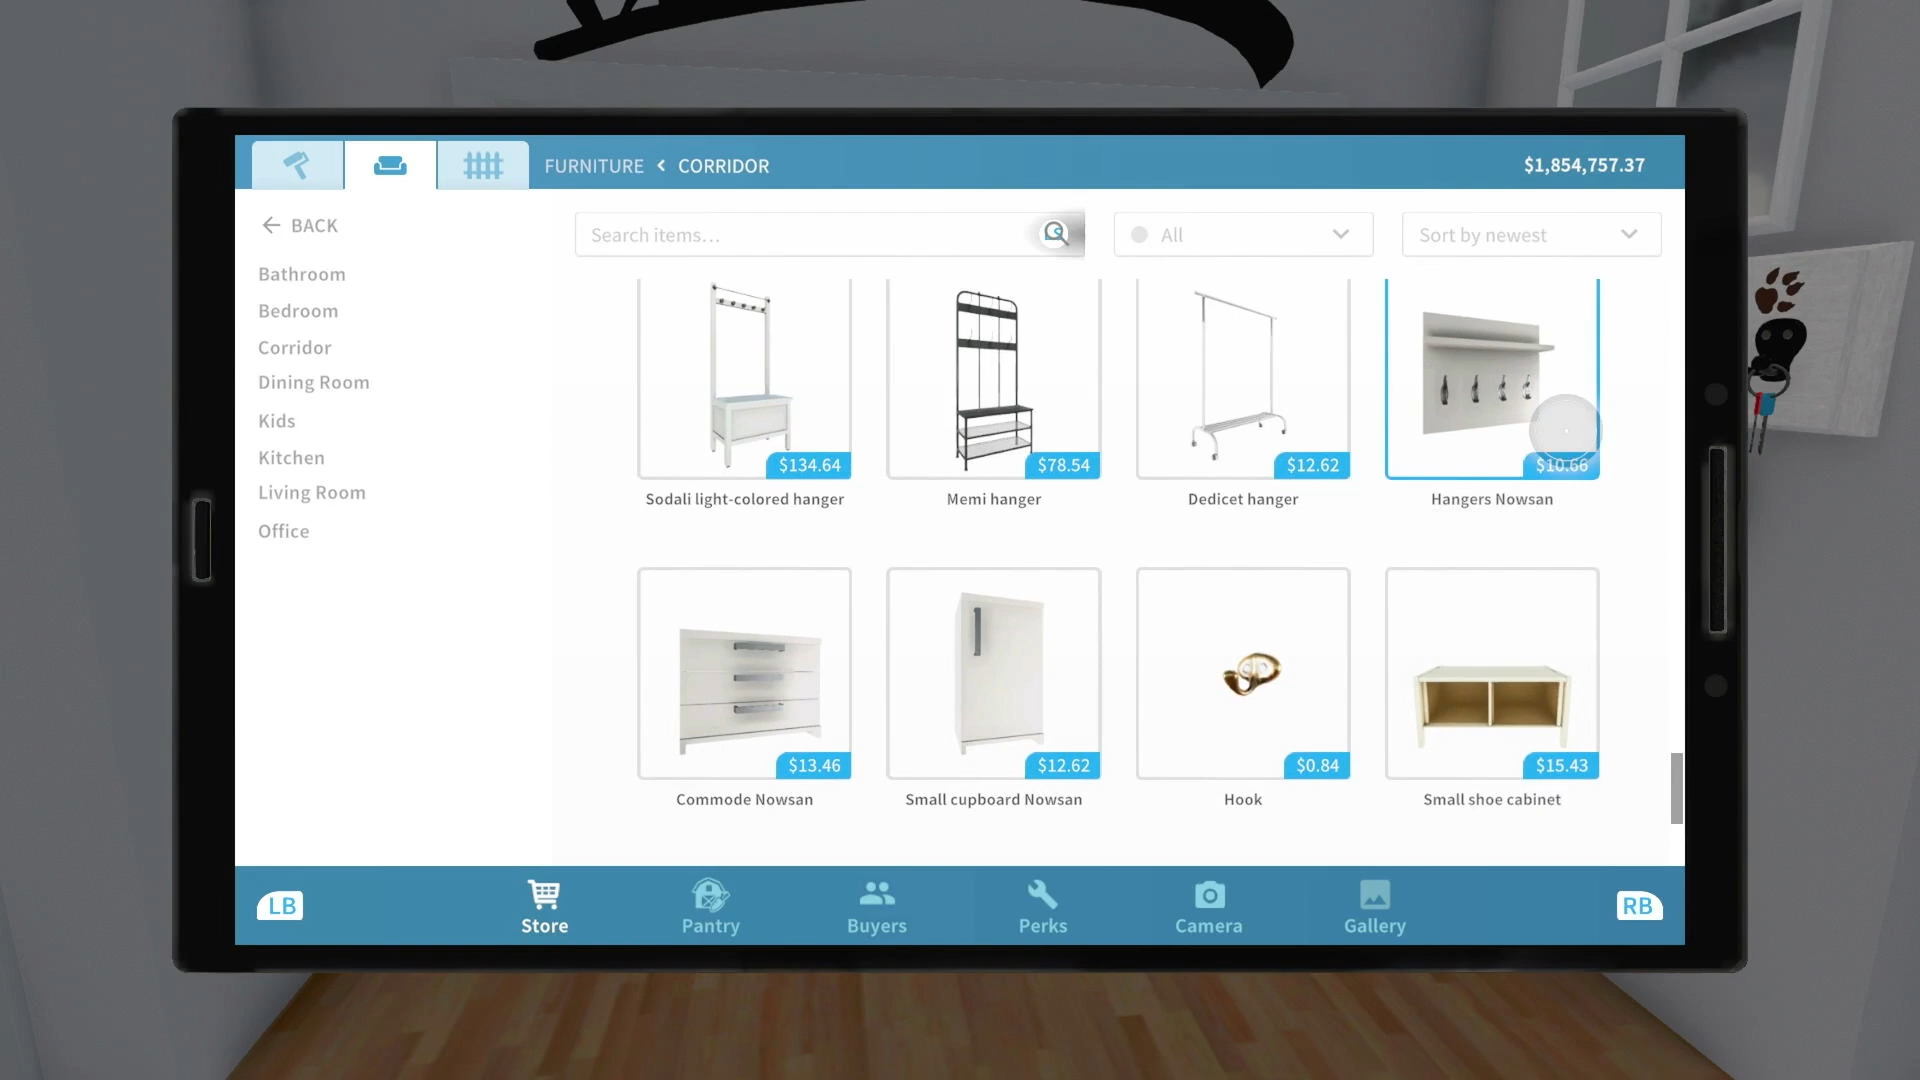 FURNITURE < CORRIDOR
$1,854,757.37
BACK
Search items...
All
Sort by newest
Bathroom
Bedroom
Corridor
Dining Room
Kids
Kitchen
Living Room
Office
$134.64
$78.54
$12.62
$10.66
Sodali light-colored hanger
Memi hanger
Dedicet hanger
Hangers Nowsan
$13.46
$12.62
$0.84
$15.43
Commode Nowsan
Small cupboard Nowsan
Hook
Small shoe cabinet
LB
Store
Pantry
Buyers
Perks
Camera
Gallery
RB